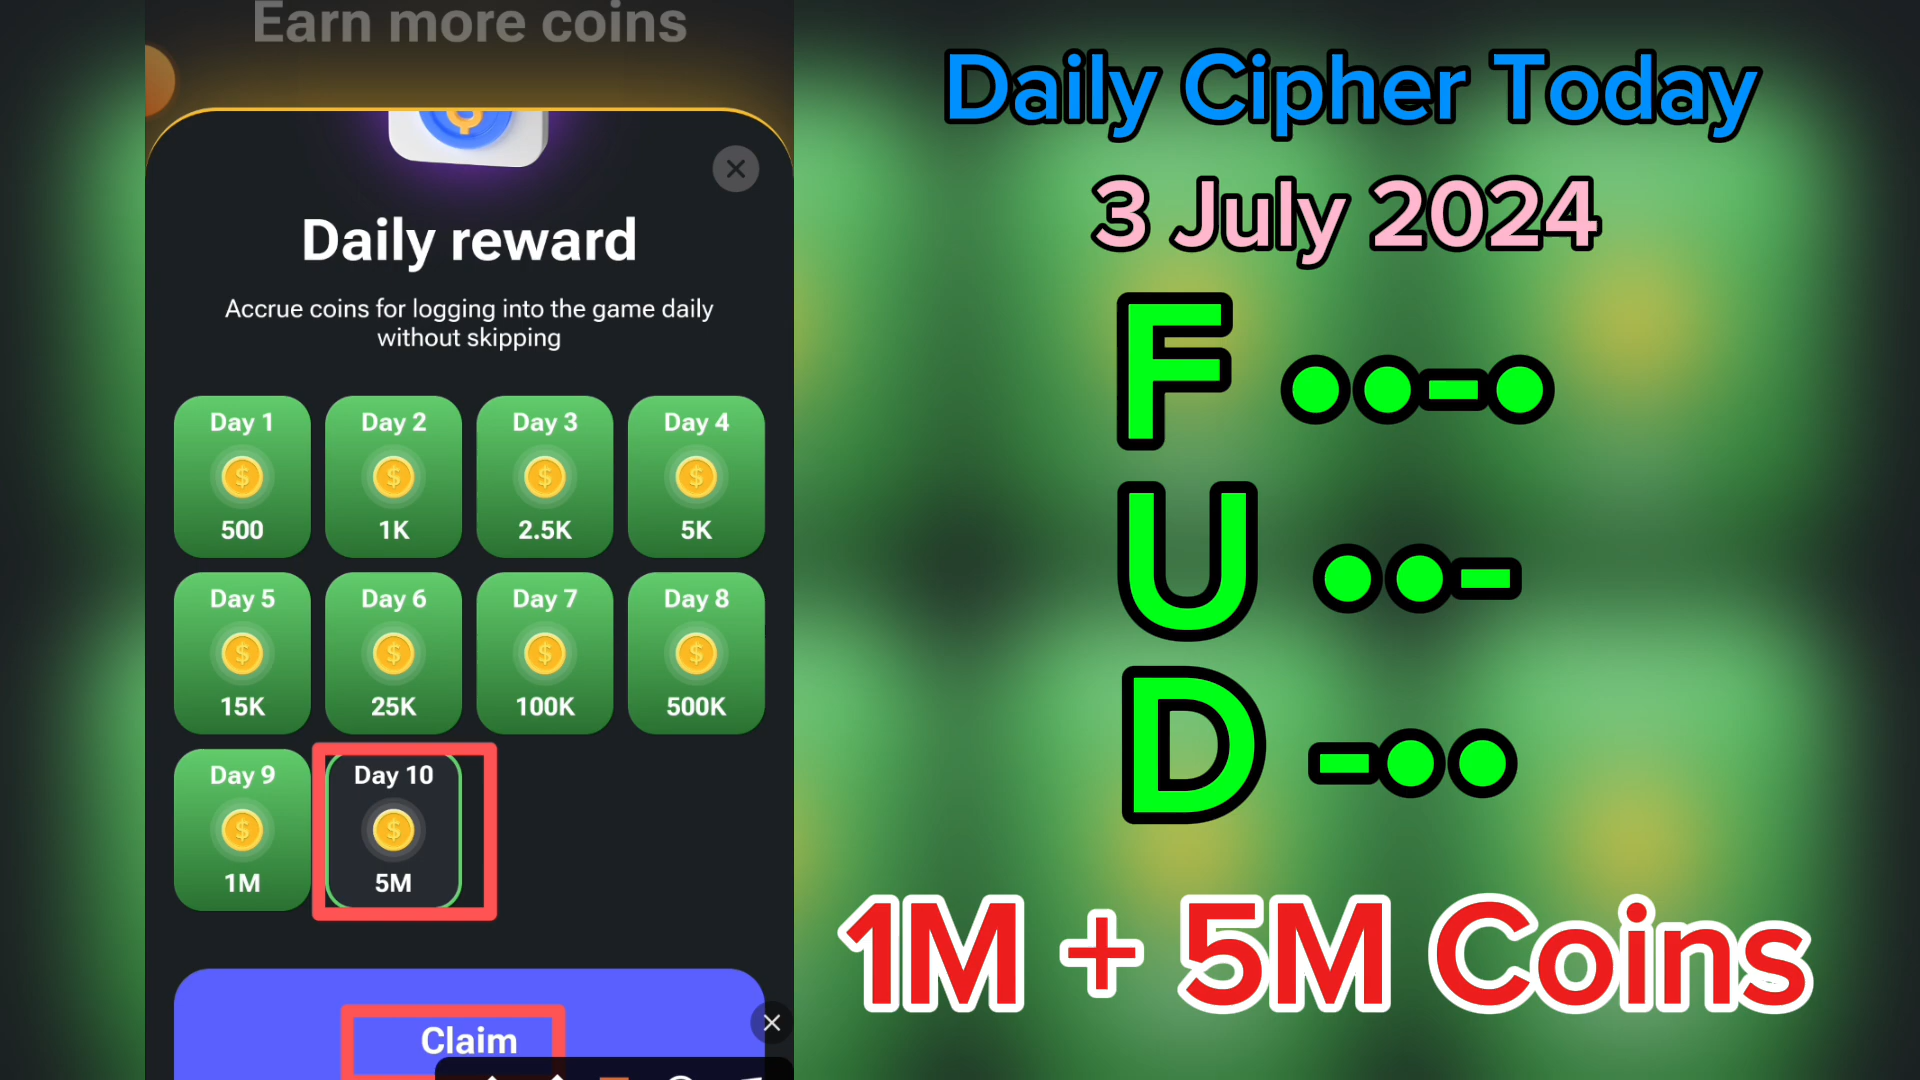 Earn more coins
Daily reward
Accrue coins for logging into the game daily
without skipping
Day 1
Day 2
Day 3
Day 4
500
1K
2.5K
5K
Day 5
Day 6
Day 7
Day 8
15K
25K
100K
500K
Day 9
Day 10
1M
5M
Claim
Daily Cipher Today
3 July 2024
F ••-•
U ••-
D -••
1M + 5M Coins